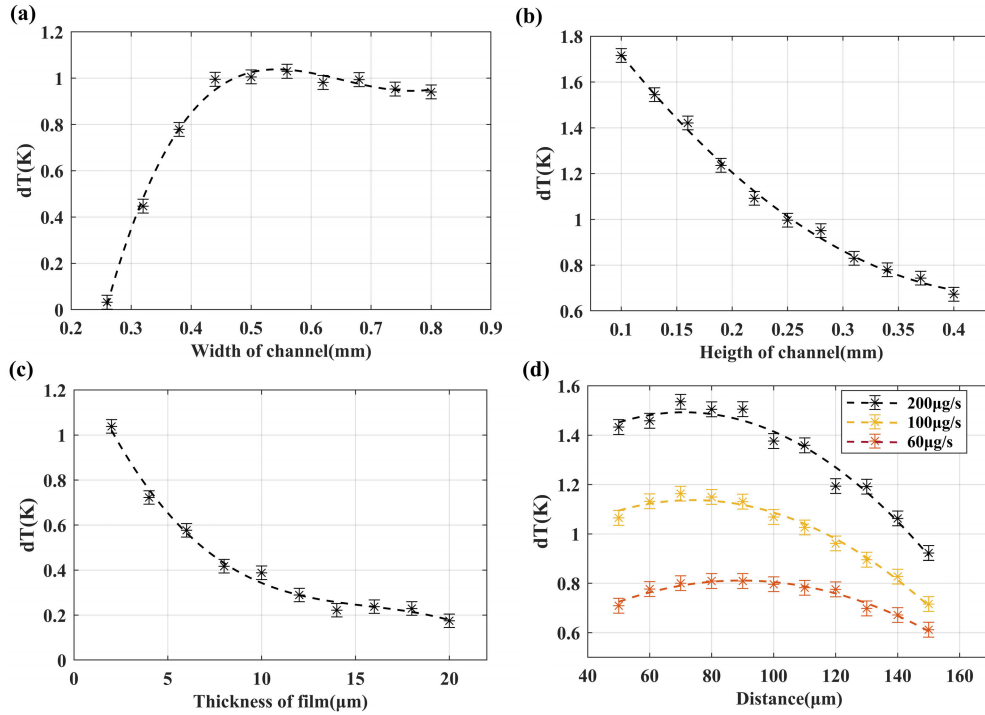 (a)
1.2
1
0.8
0.6
0.4
0.2
0
dT(K)
0.2 0.3 0.4 0.5 0.6 0.7 0.8 0.9
Width of channel(mm)
(b)
1.8
1.6
1.4
1.2
1
0.8
0.6
dT(K)
0.1 0.15 0.2 0.25 0.3 0.35 0.4
Heigth of channel(mm)
(c)
1.2
1
0.8
0.6
0.4
0.2
0
dT(K)
0 5 10 15 20
Thickness of film(μm)
(d)
1.6
1.4
1.2
1
0.8
0.6
dT(K)
200μg/s
100μg/s
60μg/s
40 60 80 100 120 140 160
Distance(μm)